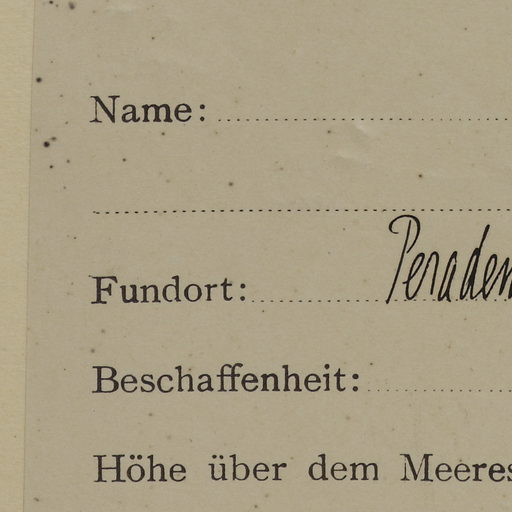 Name:
Fundort: Peraden
Beschaffenheit:
Höhe über dem Meeres